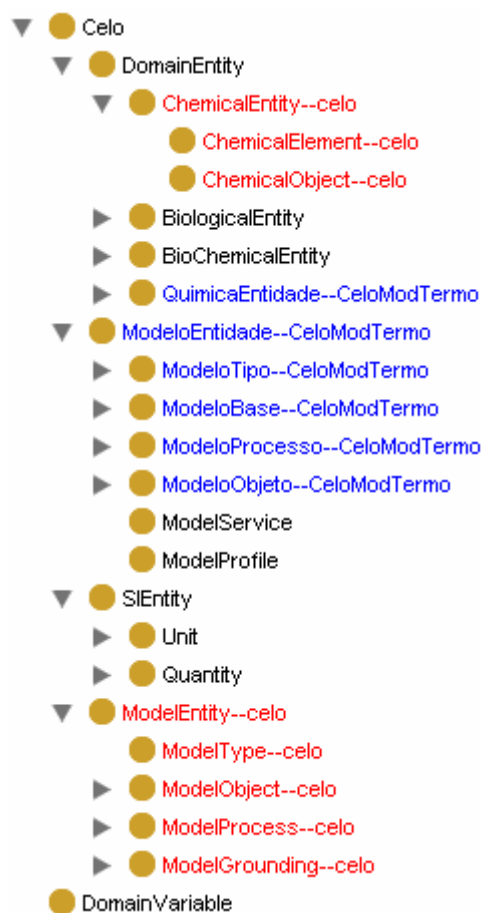 Celo
DomainEntity
ChemicalEntity--celo
ChemicalElement--celo
ChemicalObject--celo
BiologicalEntity
BioChemicalEntity
QuimicaEntidade--CeloModTermo
ModeloEntidade--CeloModTermo
ModeloTipo--CeloModTermo
ModeloBase--CeloModTermo
ModeloProcesso--CeloModTermo
ModeloObjeto--CeloModTermo
ModelService
ModelProfile
SIEntity
Unit
Quantity
ModelEntity--celo
ModelType--celo
ModelObject--celo
ModelProcess--celo
ModelGrounding--celo
DomainVariable